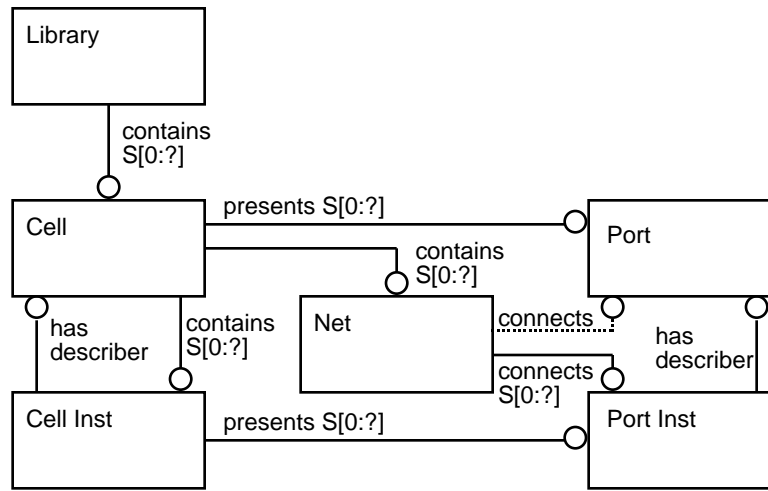 Library
contains
S[0:?]
Cell
presents S[0:?]
Port
contains
S[0:?]
has
describer
contains
S[0:?]
Net
connects
has
describer
connects
S[0:?]
Cell Inst
presents S[0:?]
Port Inst